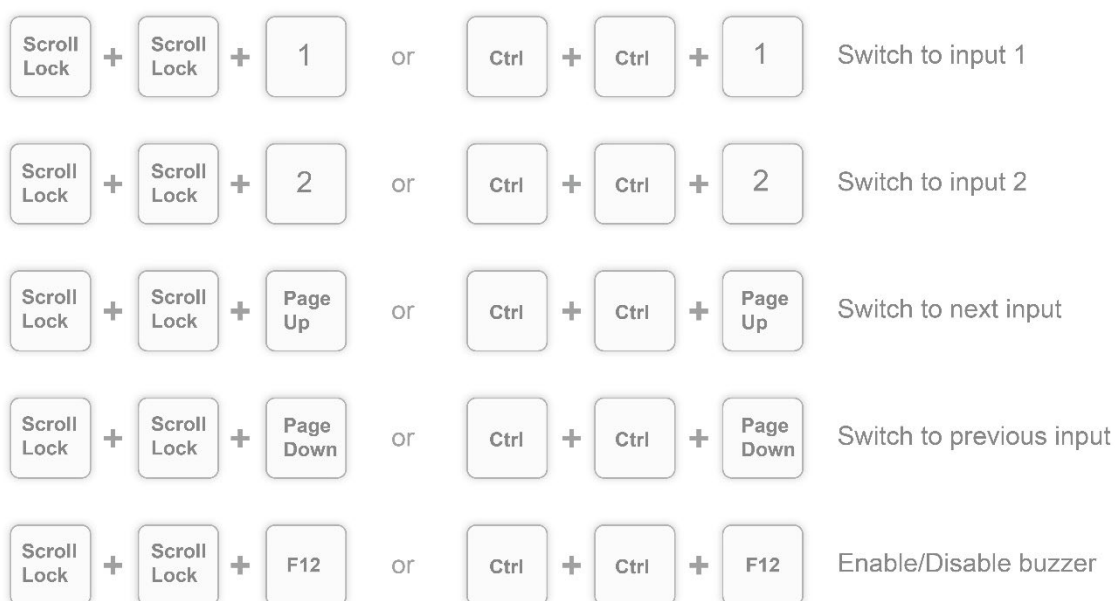 Scroll Lock + Scroll Lock + 1 or Ctrl + Ctrl + 1 Switch to input 1
Scroll Lock + Scroll Lock + 2 or Ctrl + Ctrl + 2 Switch to input 2
Scroll Lock + Scroll Lock + Page Up or Ctrl + Ctrl + Page Up Switch to next input
Scroll Lock + Scroll Lock + Page Down or Ctrl + Ctrl + Page Down Switch to previous input
Scroll Lock + Scroll Lock + F12 or Ctrl + Ctrl + F12 Enable/Disable buzzer